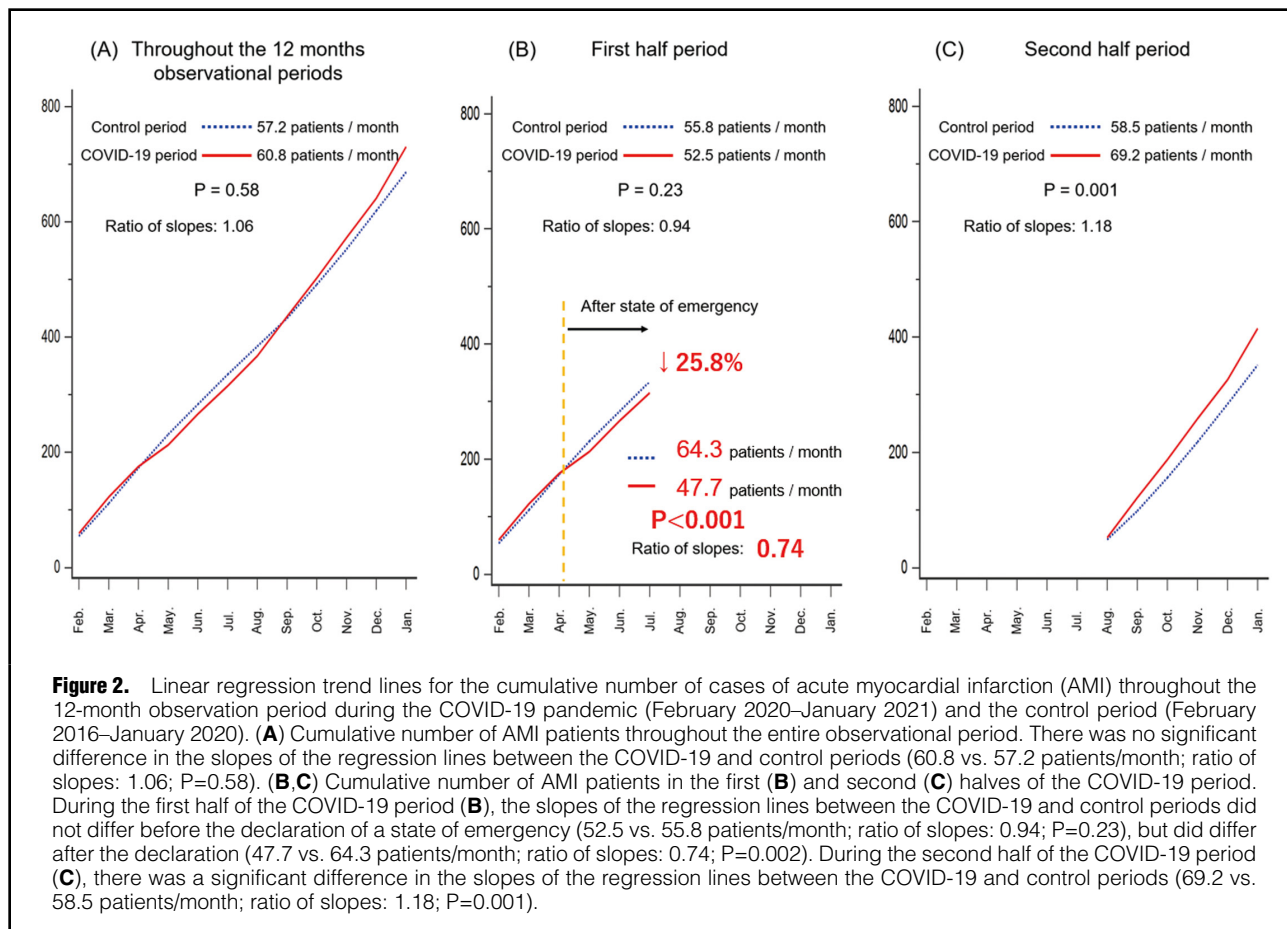 (A) Throughout the 12 months
observational periods
800
600
400
200
0
Control period 57.2 patients / month
COVID-19 period 60.8 patients / month
P = 0.58
Ratio of slopes: 1.06
Feb.
Mar.
Apr.
May.
Jun.
Jul.
Aug.
Sep.
Oct.
Nov.
Dec.
Jan.
(B) First half period
800
600
400
200
0
Control period 55.8 patients / month
COVID-19 period 52.5 patients / month
P = 0.23
Ratio of slopes: 0.94
After state of emergency
↓ 25.8%
64.3 patients / month
47.7 patients / month
P<0.001
Ratio of slopes: 0.74
Feb.
Mar.
Apr.
May.
Jun.
Jul.
Aug.
Sep.
Oct.
Nov.
Dec.
Jan.
(C) Second half period
800
600
400
200
0
Control period 58.5 patients / month
COVID-19 period 69.2 patients / month
P = 0.001
Ratio of slopes: 1.18
Feb.
Mar.
Apr.
May.
Jun.
Jul.
Aug.
Sep.
Oct.
Nov.
Dec.
Jan.
Figure 2. Linear regression trend lines for the cumulative number of cases of acute myocardial infarction (AMI) throughout the
12-month observation period during the COVID-19 pandemic (February 2020–January 2021) and the control period (February
2016–January 2020). (A) Cumulative number of AMI patients throughout the entire observational period. There was no significant
difference in the slopes of the regression lines between the COVID-19 and control periods (60.8 vs. 57.2 patients/month; ratio of
slopes: 1.06; P=0.58). (B,C) Cumulative number of AMI patients in the first (B) and second (C) halves of the COVID-19 period.
During the first half of the COVID-19 period (B), the slopes of the regression lines between the COVID-19 and control periods did
not differ before the declaration of a state of emergency (52.5 vs. 55.8 patients/month; ratio of slopes: 0.94; P=0.23), but did differ
after the declaration (47.7 vs. 64.3 patients/month; ratio of slopes: 0.74; P=0.002). During the second half of the COVID-19 period
(C), there was a significant difference in the slopes of the regression lines between the COVID-19 and control periods (69.2 vs.
58.5 patients/month; ratio of slopes: 1.18; P=0.001).